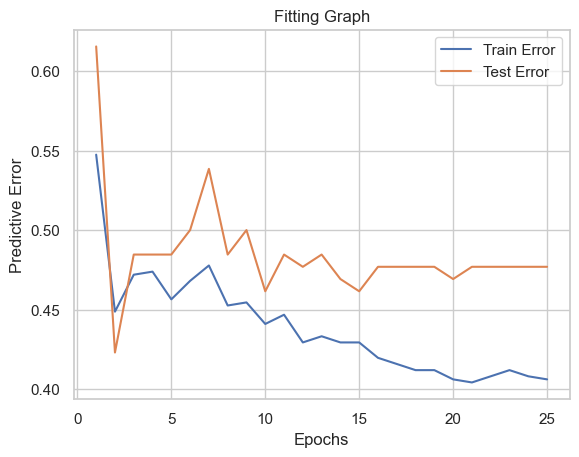 Fitting Graph
Train Error
Test Error
Predictive Error
0.60
0.55
0.50
0.45
0.40
0
5
10
15
20
25
Epochs